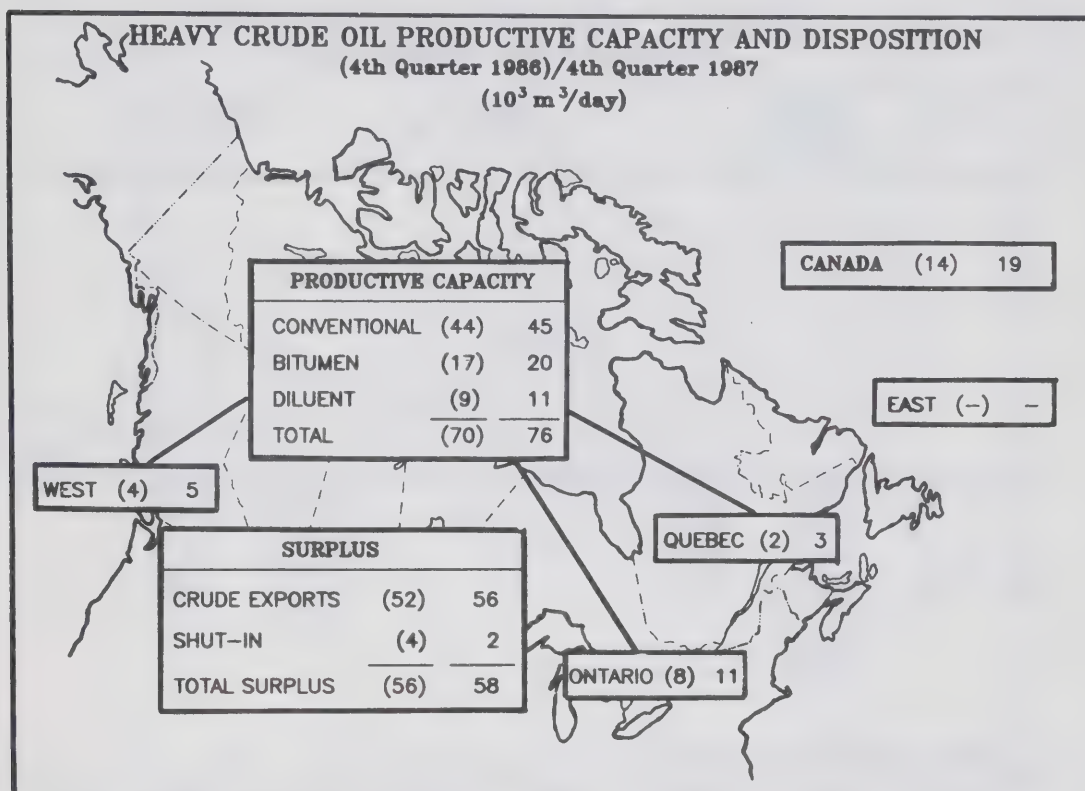 HEAVY CRUDE OIL PRODUCTIVE CAPACITY AND DISPOSITION
(4th Quarter 1986)/4th Quarter 1987
(10³ m³/day)
CANADA (14) 19
PRODUCTIVE CAPACITY
CONVENTIONAL (44) 45
BITUMEN (17) 20
DILUENT (9) 11
TOTAL (70) 76
EAST (–) –
WEST (4) 5
QUEBEC (2) 3
SURPLUS
CRUDE EXPORTS (52) 56
SHUT–IN (4) 2
TOTAL SURPLUS (56) 58
ONTARIO (8) 11